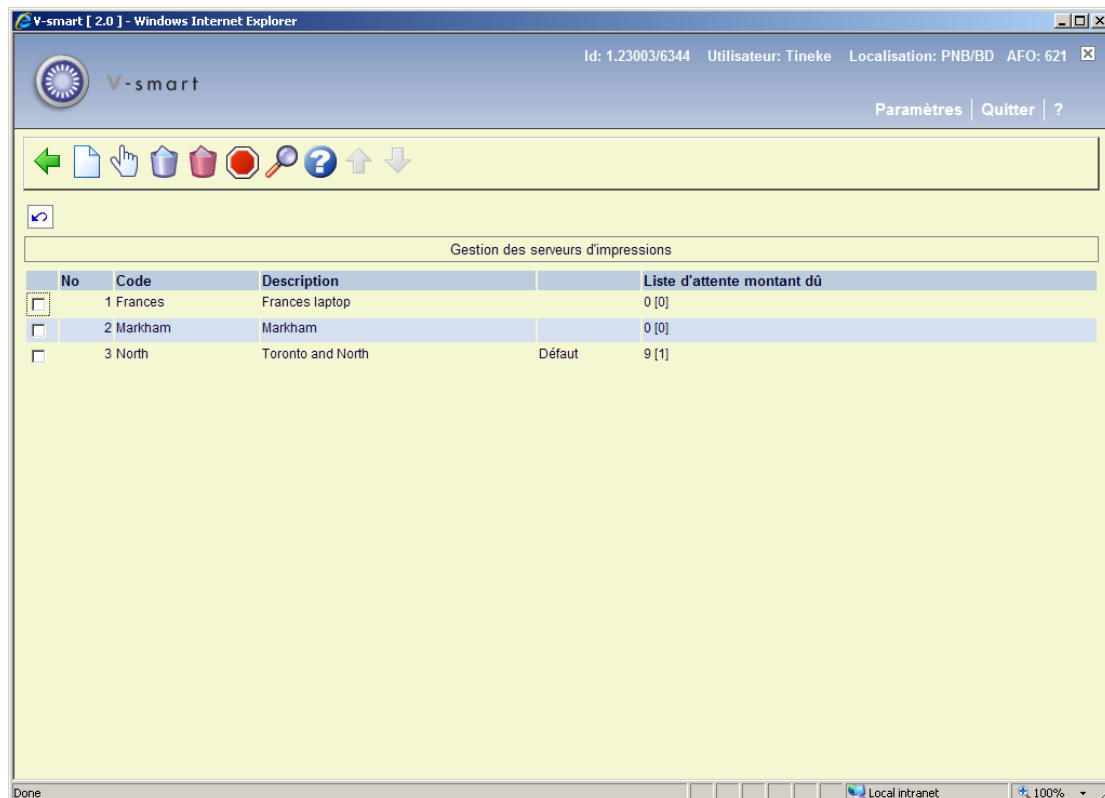 V-smart [ 2.0 ] - Windows Internet Explorer
Id: 1.23003/6344 Utilisateur: Tineke Localisation: PNB/BD AFO: 621
V-smart
Paramètres | Quitter | ?
Gestion des serveurs d'impressions
No Code Description Liste d'attente montant dû
1 Frances Frances laptop 0 [0]
2 Markham Markham 0 [0]
3 North Toronto and North Défaut 9 [1]
Done Local intranet 100%